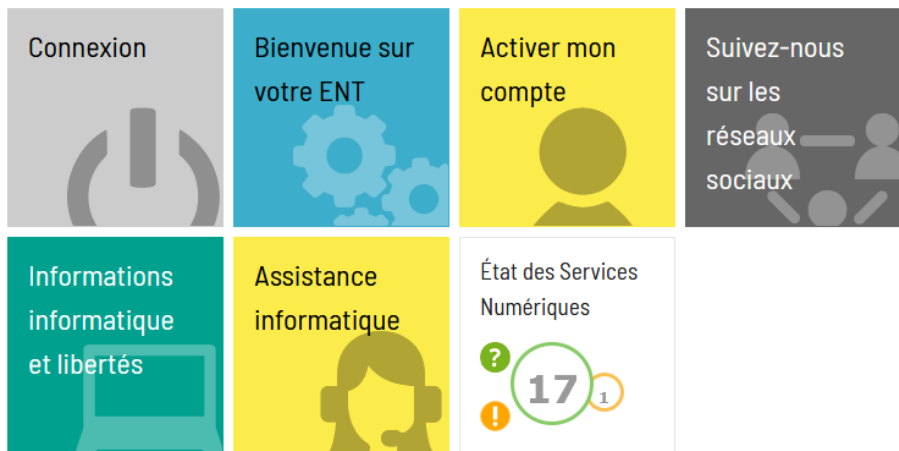 Connexion
Bienvenue sur
votre ENT
Activer mon
compte
Suivez-nous
sur les
réseaux
sociaux
Informations
informatique
et libertés
Assistance
informatique
État des Services
Numériques
?
17
1
!